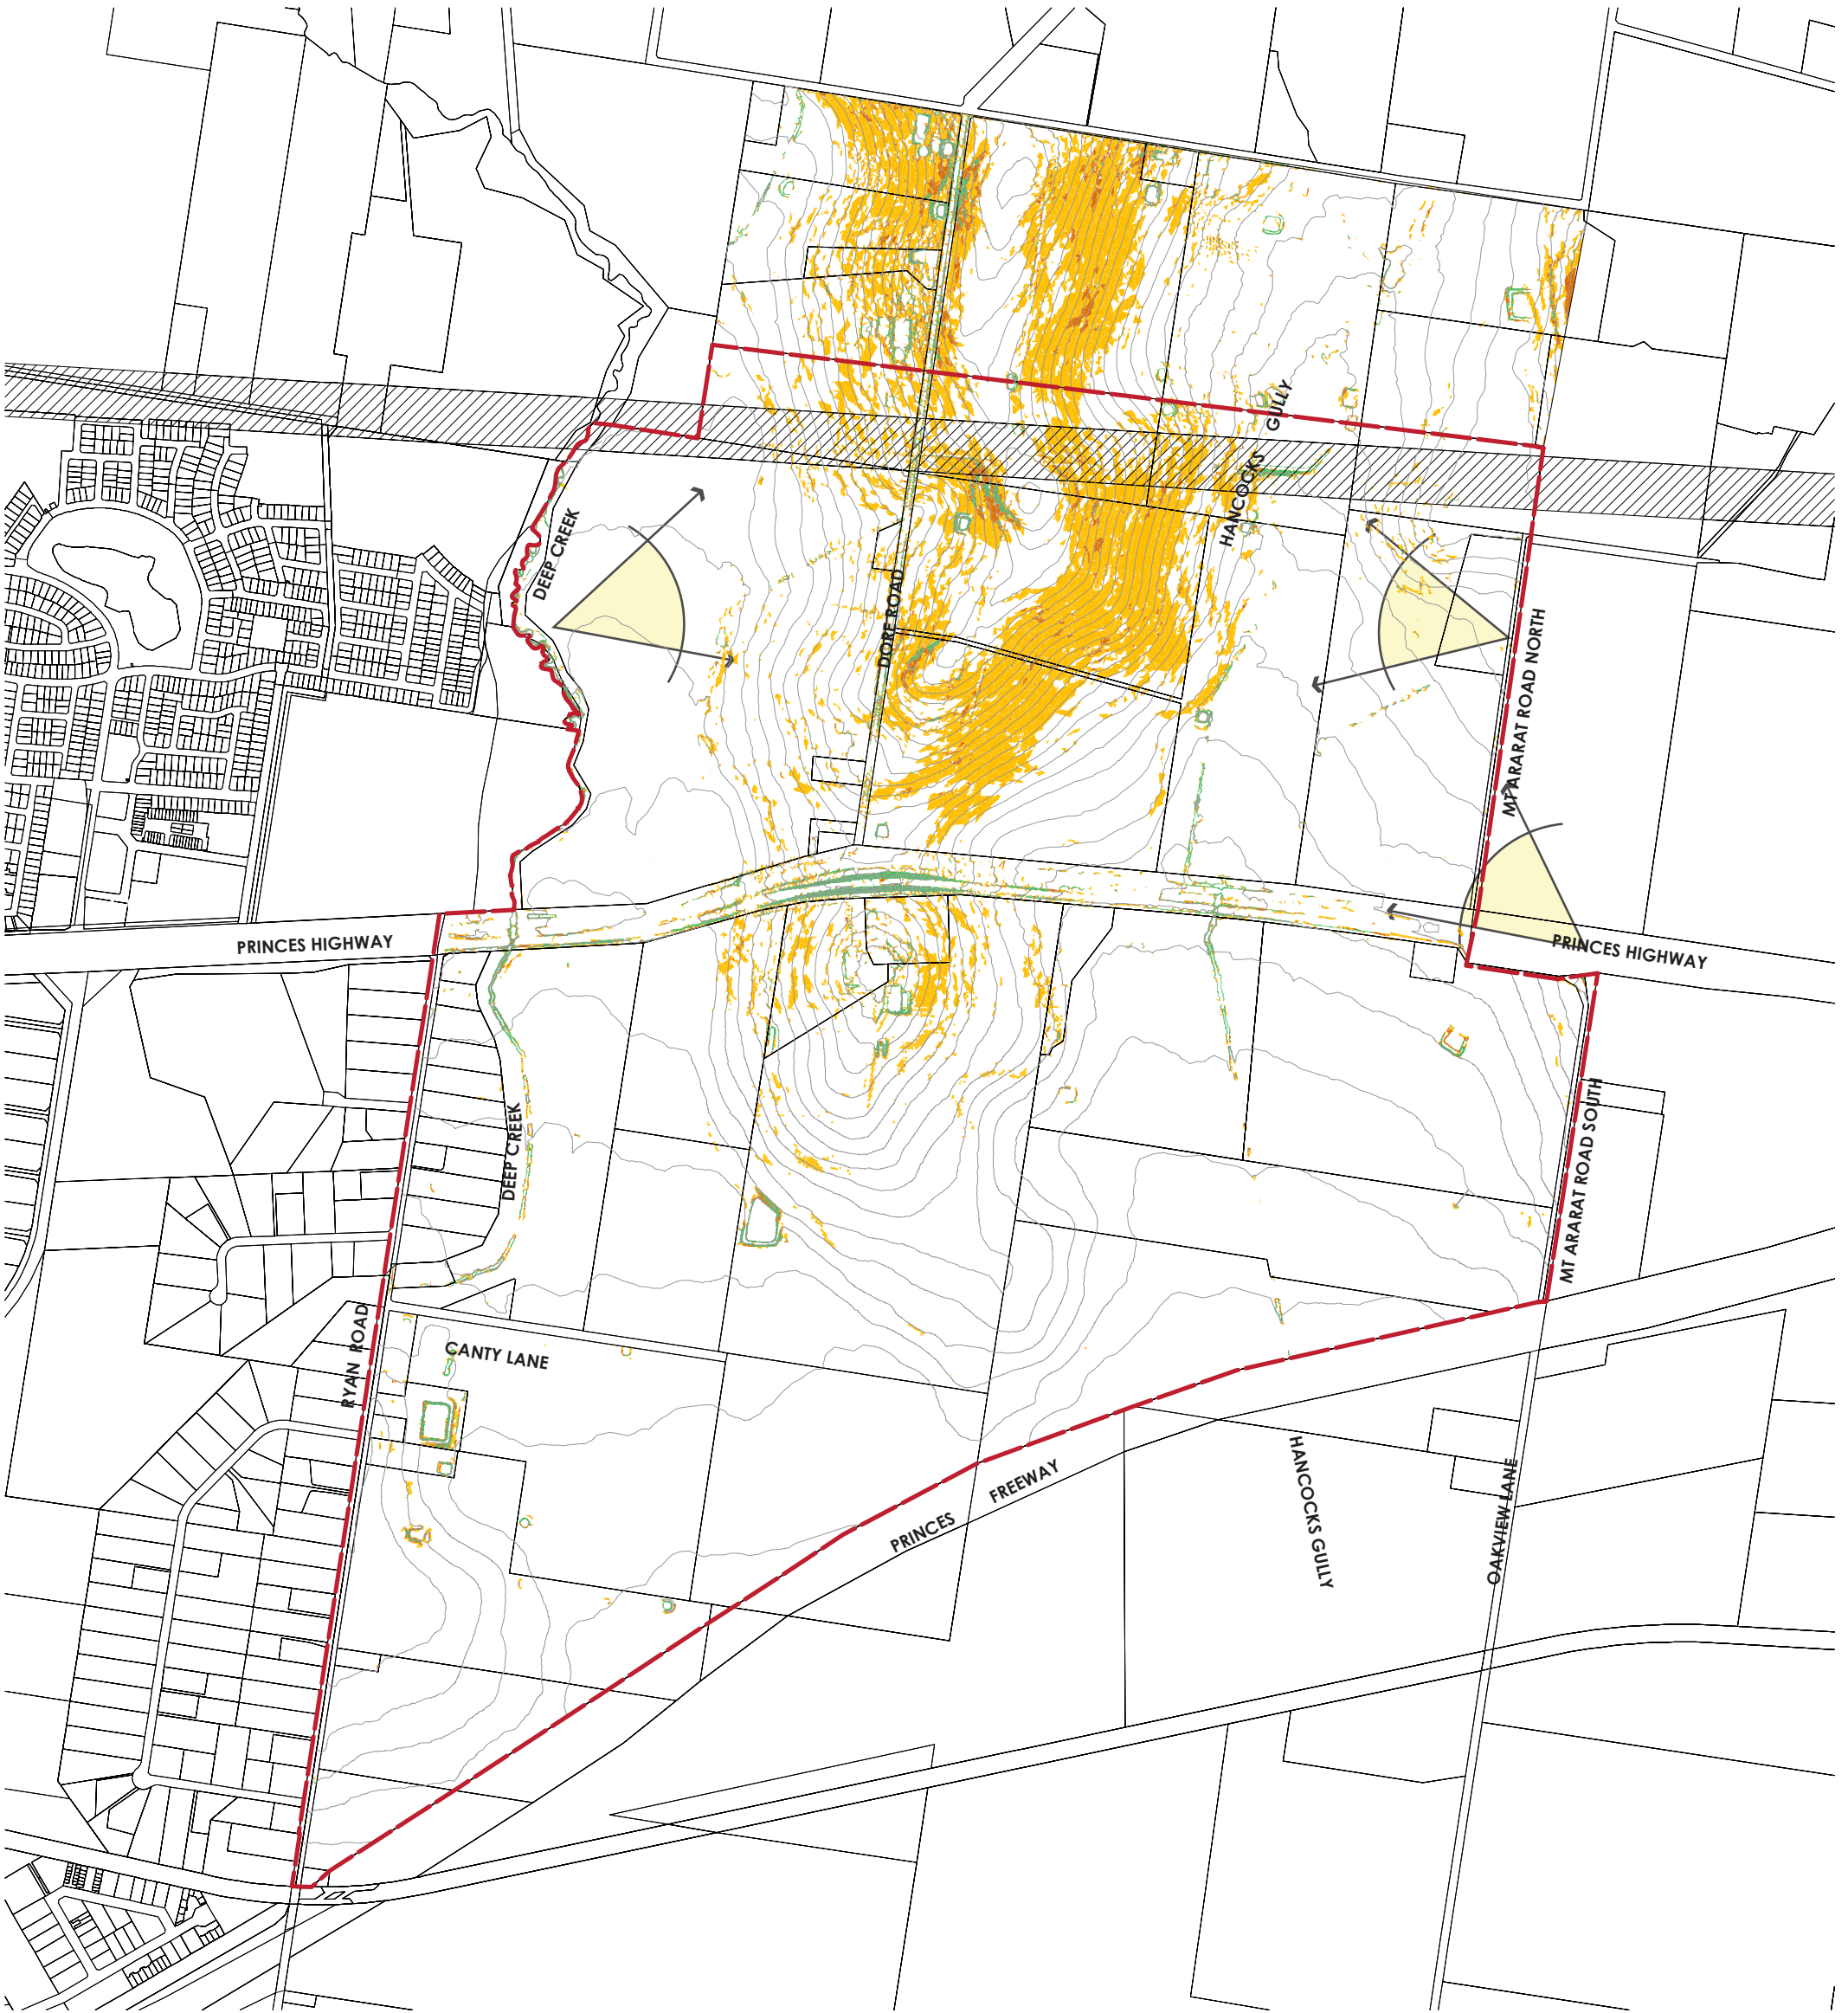 GULLY
HANCOCKS
DEEP CREEK
DORE ROAD
MT ARARAT ROAD NORTH
PRINCES HIGHWAY
PRINCES HIGHWAY
DEEP CREEK
MT ARARAT ROAD SOUTH
RYAN ROAD
CANTY LANE
PRINCES FREEWAY
HANCOCKS GULLY
OAKVIEW LANE